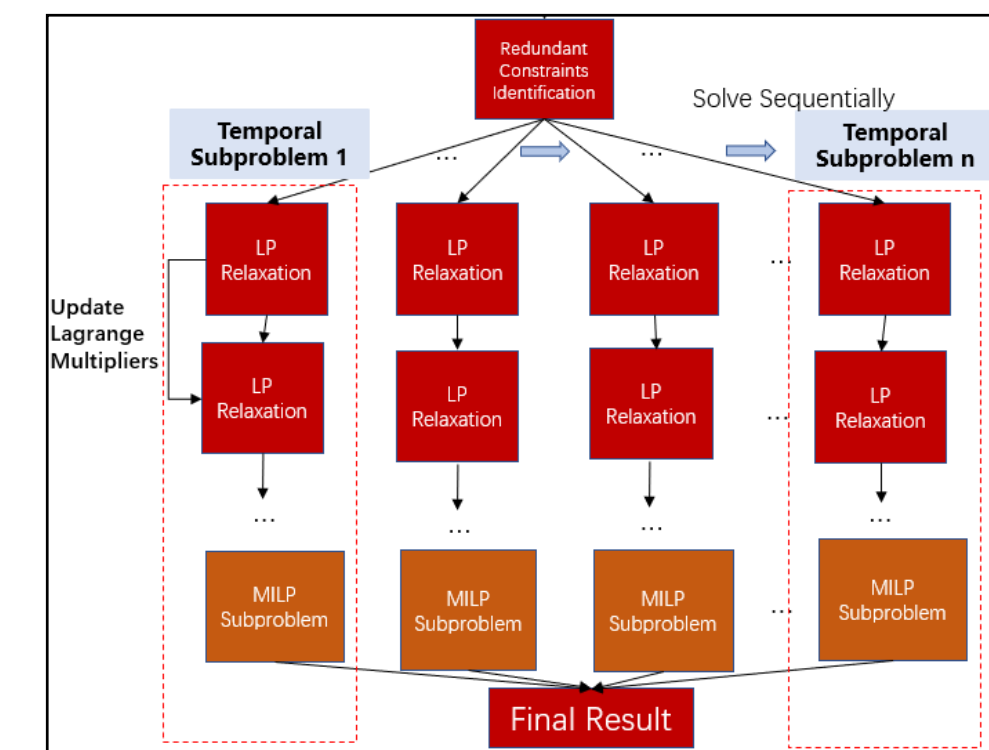 Redundant
Constraints
Identification
Solve Sequentially
Temporal
Subproblem 1
...
...
Temporal
Subproblem n
LP
Relaxation
LP
Relaxation
LP
Relaxation
...
LP
Relaxation
Update
Lagrange
Multipliers
LP
Relaxation
LP
Relaxation
LP
Relaxation
...
LP
Relaxation
...
...
...
...
MILP
Subproblem
MILP
Subproblem
MILP
Subproblem
...
MILP
Subproblem
Final Result